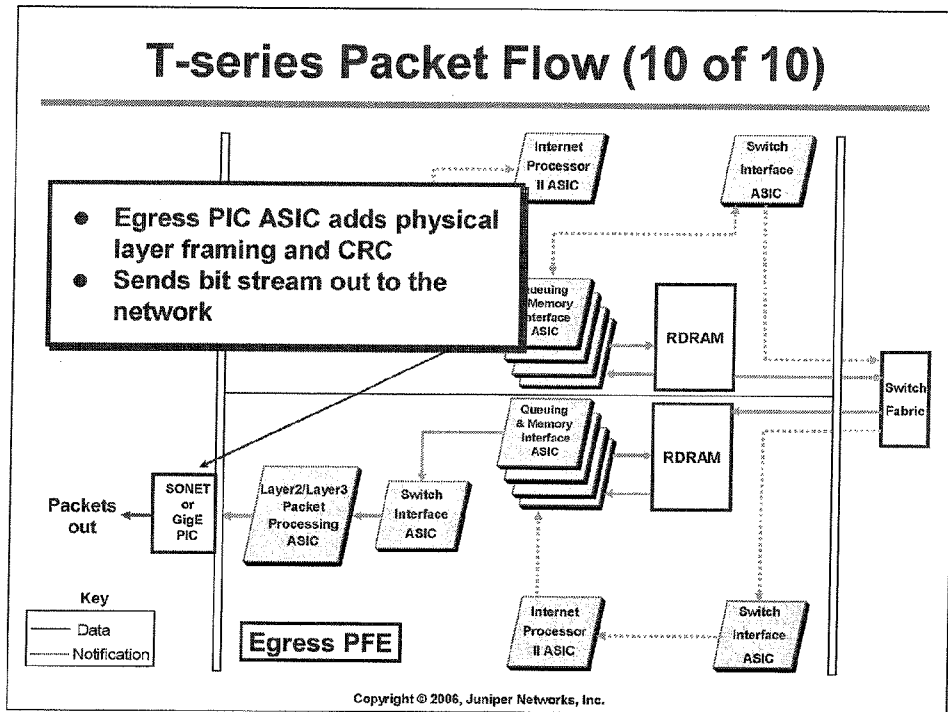 T-series Packet Flow (10 of 10)
Internet
Processor
II ASIC
Switch
Interface
ASIC
● Egress PIC ASIC adds physical
layer framing and CRC
● Sends bit stream out to the
network
Queuing
Memory
Interface
ASIC
RDRAM
Switch
Fabric
Queuing
& Memory
Interface
ASIC
RDRAM
Packets
out
SONET
or
GigE
PIC
Layer2/Layer3
Packet
Processing
ASIC
Switch
Interface
ASIC
Key
Data
Notification
Egress PFE
Internet
Processor
II ASIC
Switch
Interface
ASIC
Copyright © 2006, Juniper Networks, Inc.